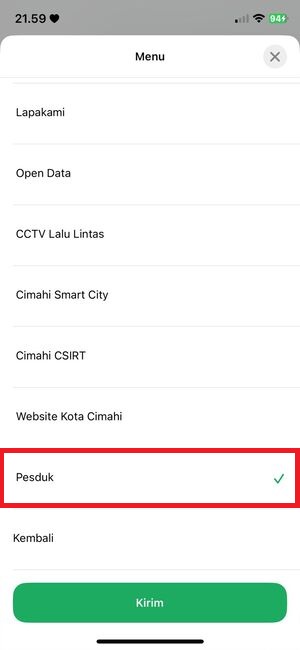 21.59
94
Menu
Lapakami
Open Data
CCTV Lalu Lintas
Cimahi Smart City
Cimahi CSIRT
Website Kota Cimahi
Pesduk
Kembali
Kirim